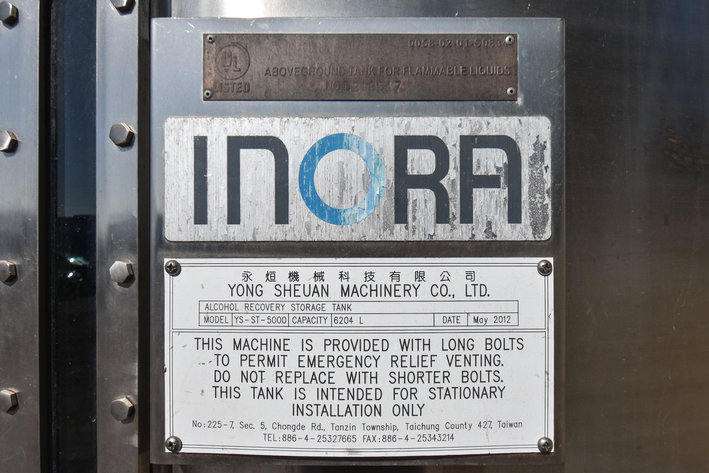 UL
LISTED
ABOVEGROUND TANK FOR FLAMMABLE LIQUIDS
INORA
永烜機械科技有限公司
YONG SHEUAN MACHINERY CO., LTD.
ALCOHOL RECOVERY STORAGE TANK
MODEL YS-ST-5000 CAPACITY 6204 L DATE May 2012
THIS MACHINE IS PROVIDED WITH LONG BOLTS
TO PERMIT EMERGENCY RELIEF VENTING.
DO NOT REPLACE WITH SHORTER BOLTS.
THIS TANK IS INTENDED FOR STATIONARY
INSTALLATION ONLY
No:225-7, Sec. 5, Chongde Rd., Tanzin Township, Taichung County 427, Taiwan
TEL:886-4-25327665 FAX:886-4-25343214